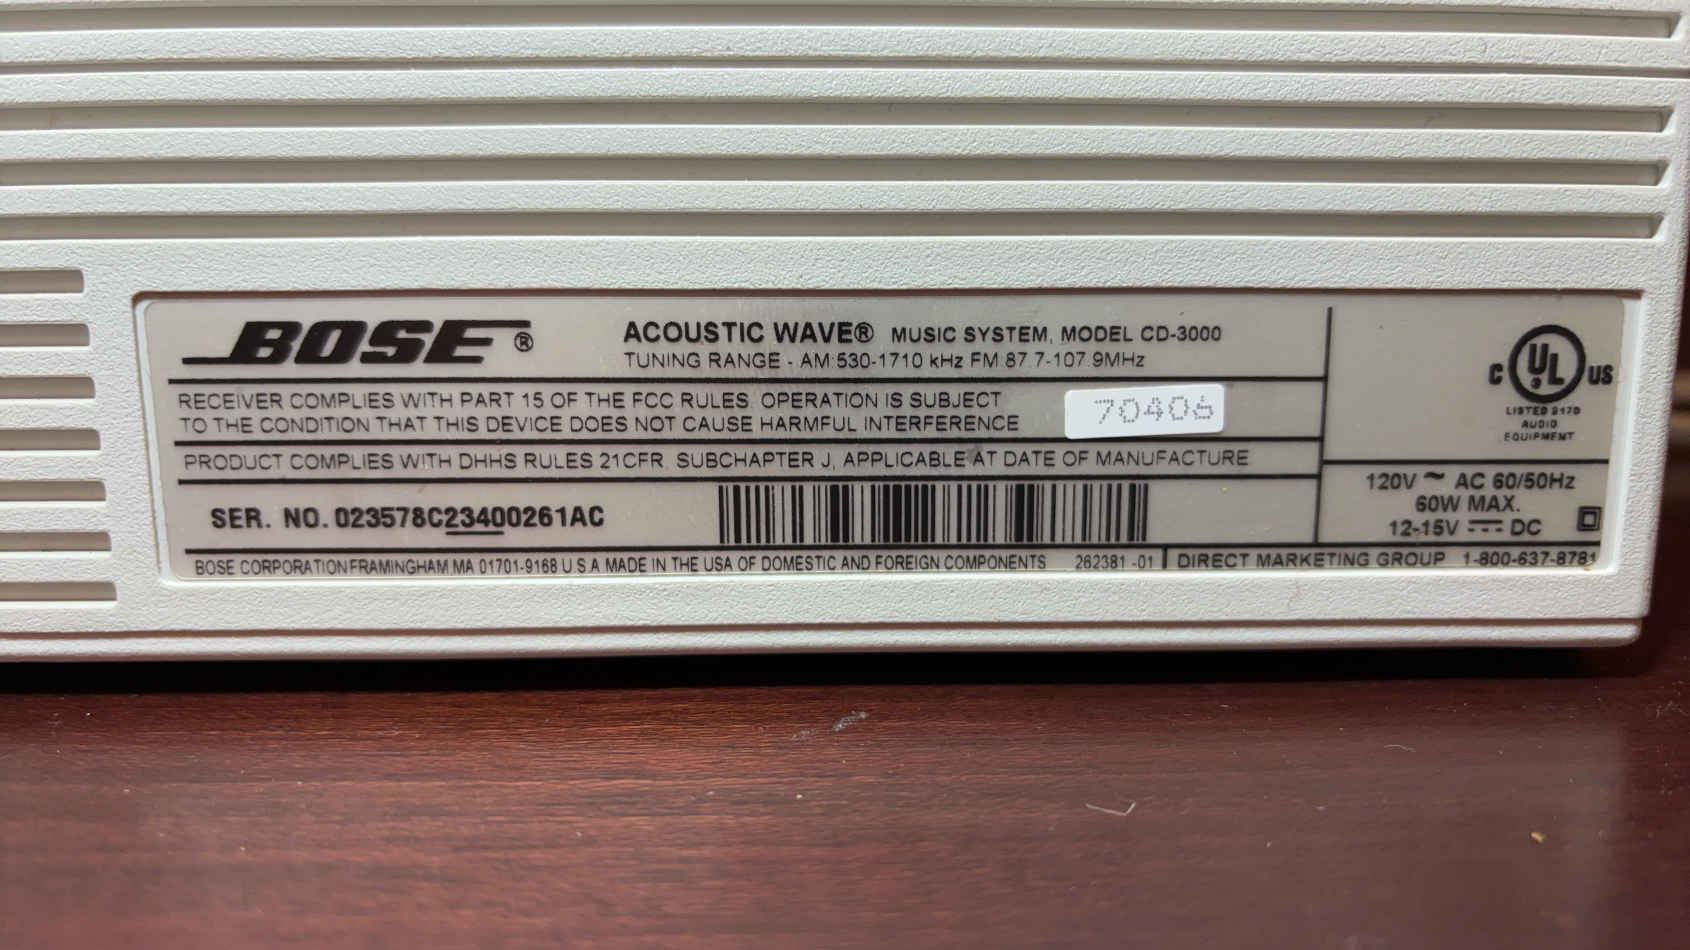 BOSE®
ACOUSTIC WAVE® MUSIC SYSTEM, MODEL CD-3000
TUNING RANGE - AM:530-1710 kHz FM:87.7-107.9MHz
RECEIVER COMPLIES WITH PART 15 OF THE FCC RULES. OPERATION IS SUBJECT
TO THE CONDITION THAT THIS DEVICE DOES NOT CAUSE HARMFUL INTERFERENCE
70406
PRODUCT COMPLIES WITH DHHS RULES 21CFR, SUBCHAPTER J, APPLICABLE AT DATE OF MANUFACTURE
SER. NO. 023578C23400261AC
BOSE CORPORATION FRAMINGHAM MA 01701-9168 U S A MADE IN THE USA OF DOMESTIC AND FOREIGN COMPONENTS 262381 -01
C UL® US
LISTED 217D
AUDIO
EQUIPMENT
120V ~ AC 60/50Hz
60W MAX.
12-15V ⎓ DC
DIRECT MARKETING GROUP 1-800-637-8781